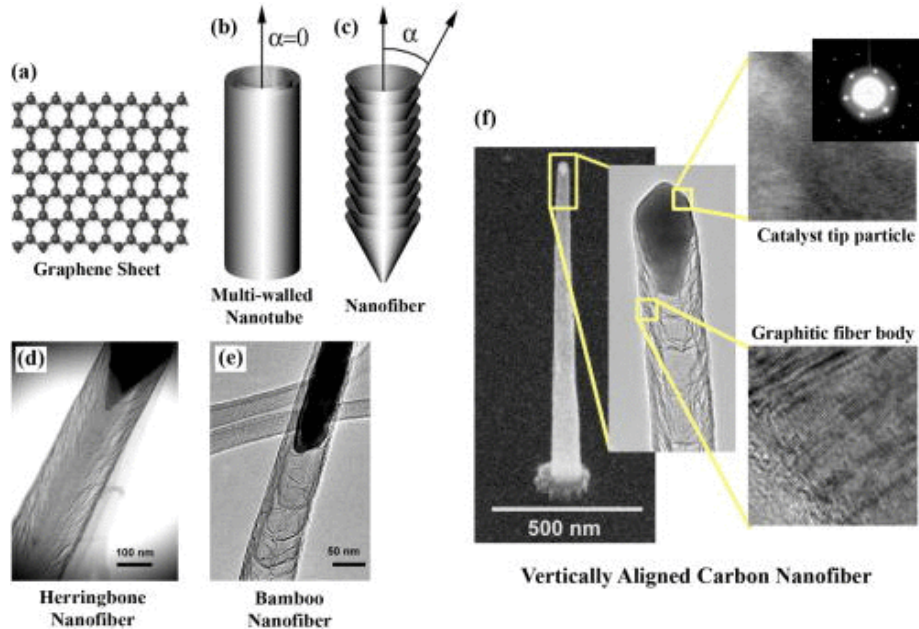 (a)
Graphene Sheet
(b)
α=0
Multi-walled
Nanotube
(c)
α
Nanofiber
(d)
100 nm
Herringbone
Nanofiber
(e)
50 nm
Bamboo
Nanofiber
(f)
500 nm
Catalyst tip particle
Graphitic fiber body
Vertically Aligned Carbon Nanofiber